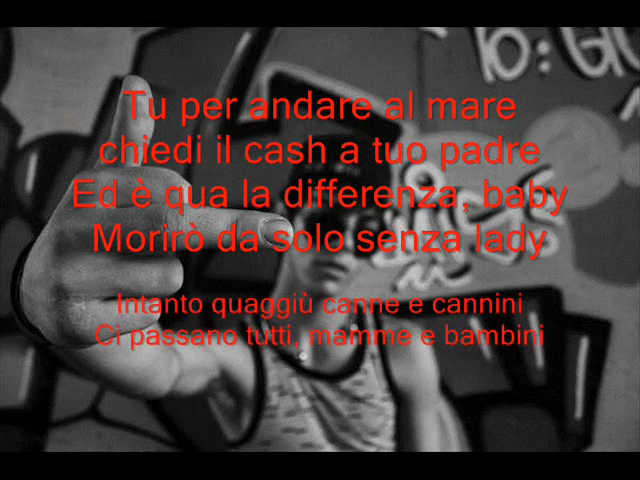 Tu per andare al mare
chiedi il cash a tuo padre
Ed è qua la differenza, baby
Morirò da solo senza lady
Intanto quaggiù canne e cannini
Ci passano tutti, mamme e bambini